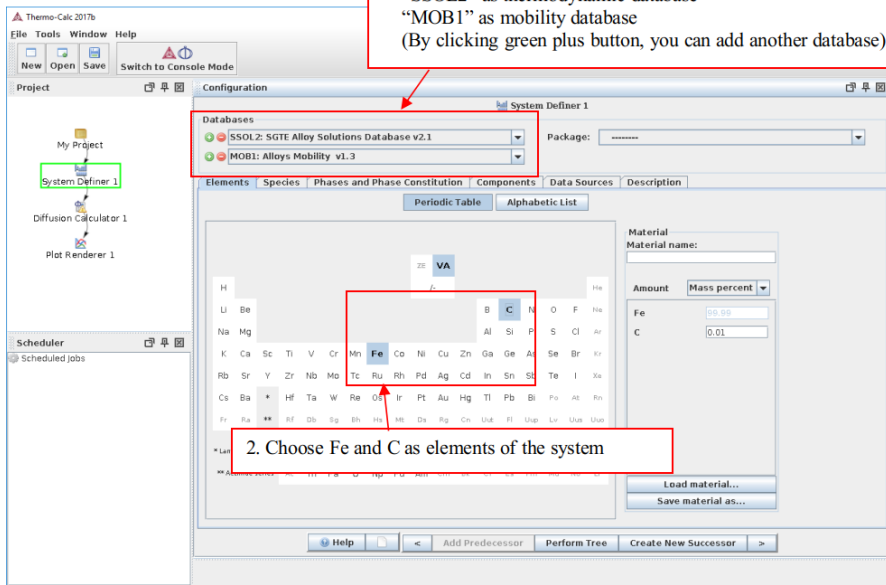 "SSOL2" as thermodynamic database
"MOB1" as mobility database
(By clicking green plus button, you can add another database)
Thermo-Calc 2017b
File Tools Window Help
New Open Save Switch to Console Mode
Project
My Project
System Definer 1
Diffusion Calculator 1
Plot Renderer 1
Scheduler
Scheduled Jobs
Configuration
System Definer 1
Databases
SSOL2: SGTE Alloy Solutions Database v2.1
Package: --------
MOB1: Alloys Mobility v1.3
Elements Species Phases and Phase Constitution Components Data Sources Description
Periodic Table Alphabetic List
ZE VA
H /- He
Li Be B C N O F Ne
Na Mg Al Si P S Cl Ar
K Ca Sc Ti V Cr Mn Fe Co Ni Cu Zn Ga Ge As Se Br Kr
Rb Sr Y Zr Nb Mo Tc Ru Rh Pd Ag Cd In Sn Sb Te I Xe
Cs Ba * Hf Ta W Re Os Ir Pt Au Hg Tl Pb Bi Po At Rn
Fr Ra ** Rf Db Sg Bh Hs Mt Ds Rg Cn Uut Fl Uup Lv Uus Uuo
2. Choose Fe and C as elements of the system
Material
Material name:
Amount Mass percent
Fe 99.99
C 0.01
Load material...
Save material as...
Help < Add Predecessor Perform Tree Create New Successor >